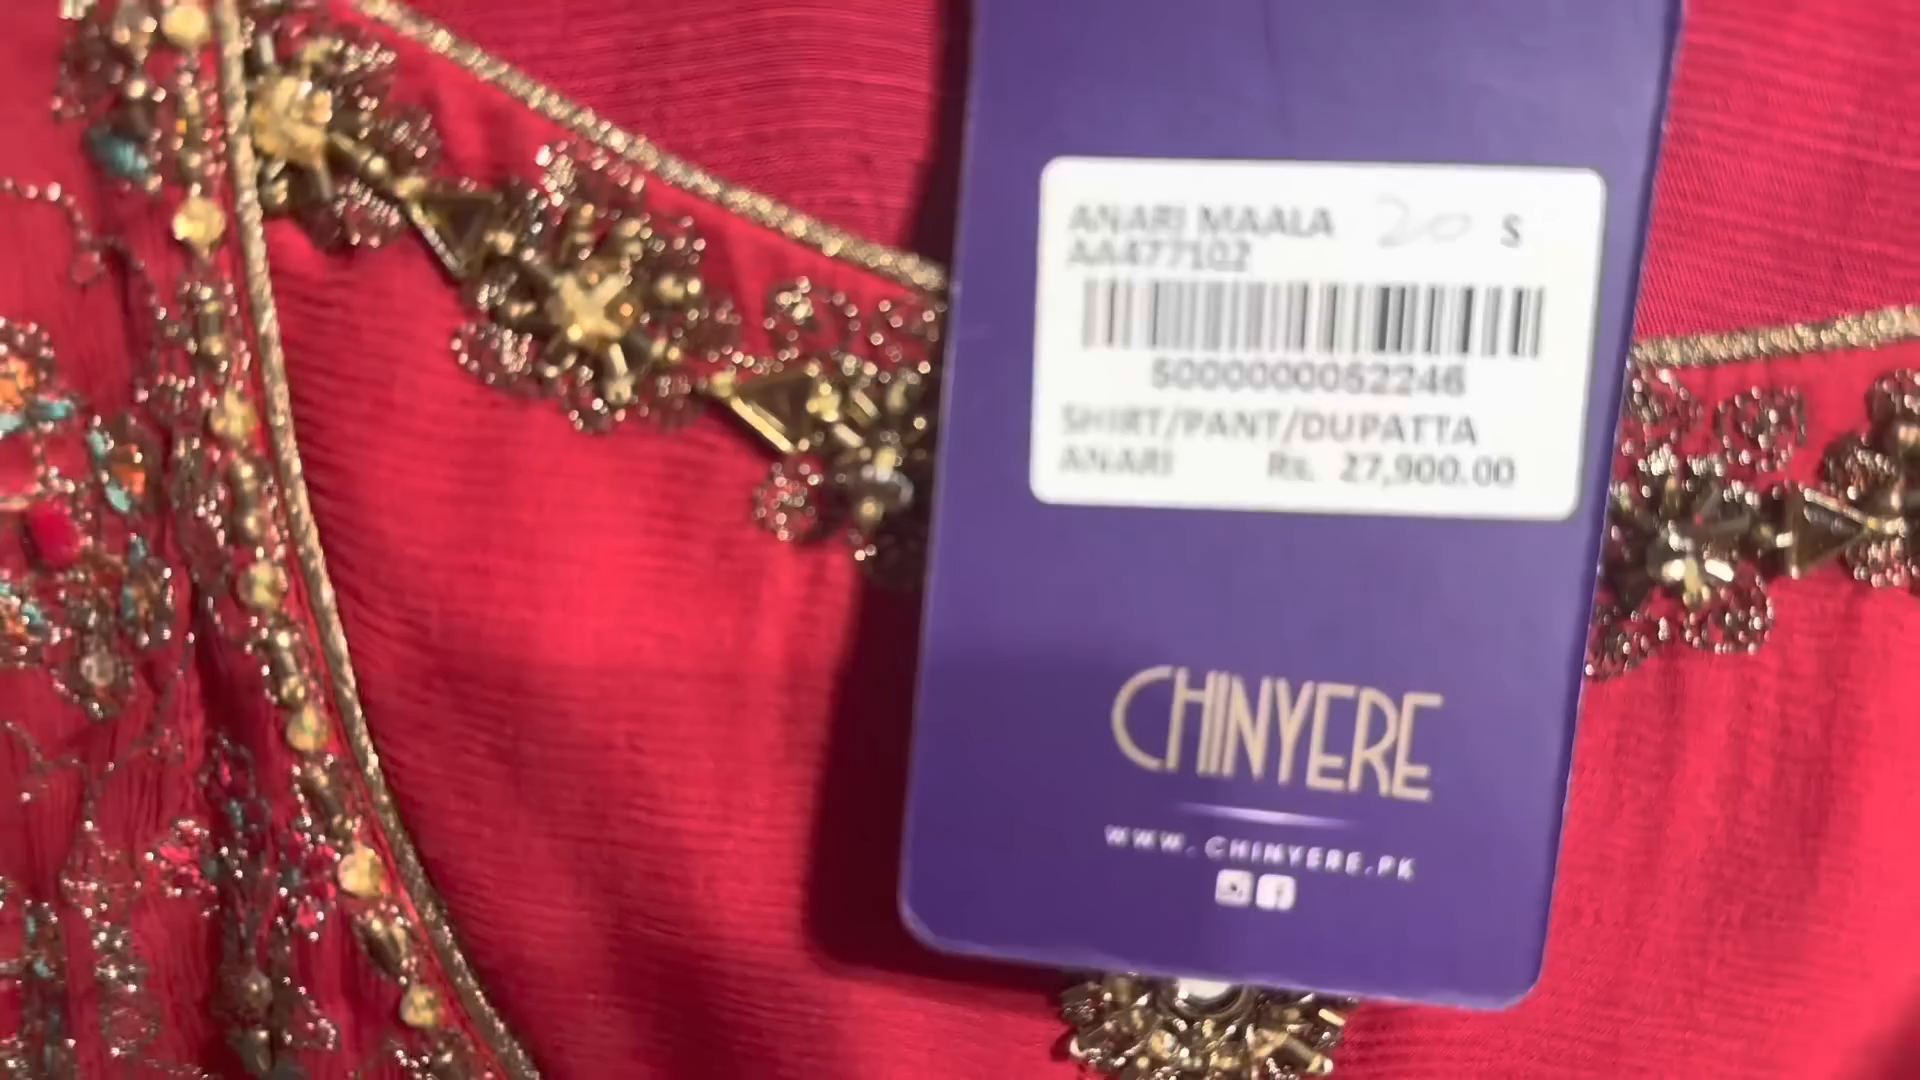 ANARI MAALA 20 S
AA477102
5000000062246
SHIRT/PANT/DUPATTA
ANARI Rs. 27,900.00
CHINYERE
WWW.CHINYERE.PK